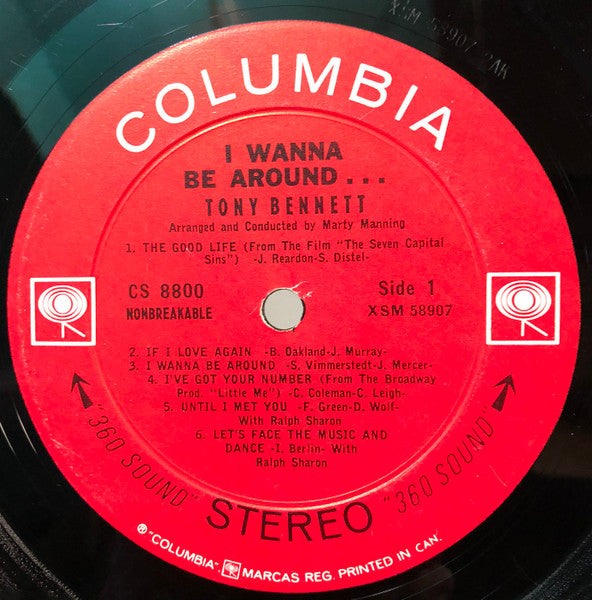 XSM 58907 2AK
COLUMBIA
I WANNA
BE AROUND...
TONY BENNETT
Arranged and Conducted by Marty Manning
1. THE GOOD LIFE (From The Film "The Seven Capital
Sins") -J. Reardon-S. Distel-
CS 8800
NONBREAKABLE
Side 1
XSM 58907
2. IF I LOVE AGAIN -B. Oakland-J. Murray-
3. I WANNA BE AROUND -S. Vimmerstedt-J. Mercer-
4. I'VE GOT YOUR NUMBER (From The Broadway
Prod. "Little Me") -C. Coleman-C. Leigh-
5. UNTIL I MET YOU -F. Green-D. Wolf-
With Ralph Sharon
6. LET'S FACE THE MUSIC AND
DANCE -I. Berlin- With
Ralph Sharon
"360 SOUND" STEREO "360 SOUND"
® "COLUMBIA", MARCAS REG. PRINTED IN CAN.